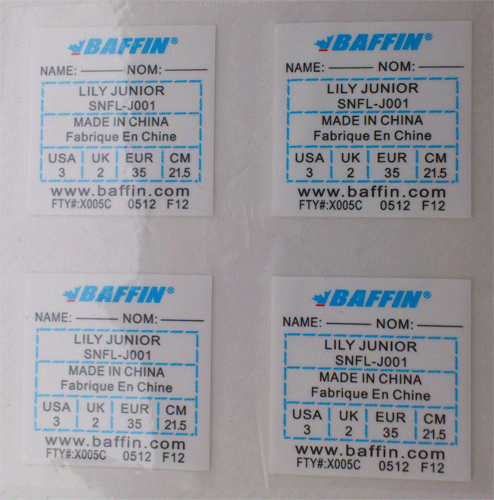 BAFFIN®
NAME: NOM:
LILY JUNIOR
SNFL-J001
MADE IN CHINA
Fabrique En Chine
USA UK EUR CM
3 2 35 21.5
www.baffin.com
FTY#:X005C 0512 F12
BAFFIN®
NAME: NOM:
LILY JUNIOR
SNFL-J001
MADE IN CHINA
Fabrique En Chine
USA UK EUR CM
3 2 35 21.5
www.baffin.com
FTY#:X005C 0512 F12
BAFFIN®
NAME: NOM:
LILY JUNIOR
SNFL-J001
MADE IN CHINA
Fabrique En Chine
USA UK EUR CM
3 2 35 21.5
www.baffin.com
FTY#:X005C 0512 F12
BAFFIN®
NAME: NOM:
LILY JUNIOR
SNFL-J001
MADE IN CHINA
Fabrique En Chine
USA UK EUR CM
3 2 35 21.5
www.baffin.com
FTY#:X005C 0512 F12